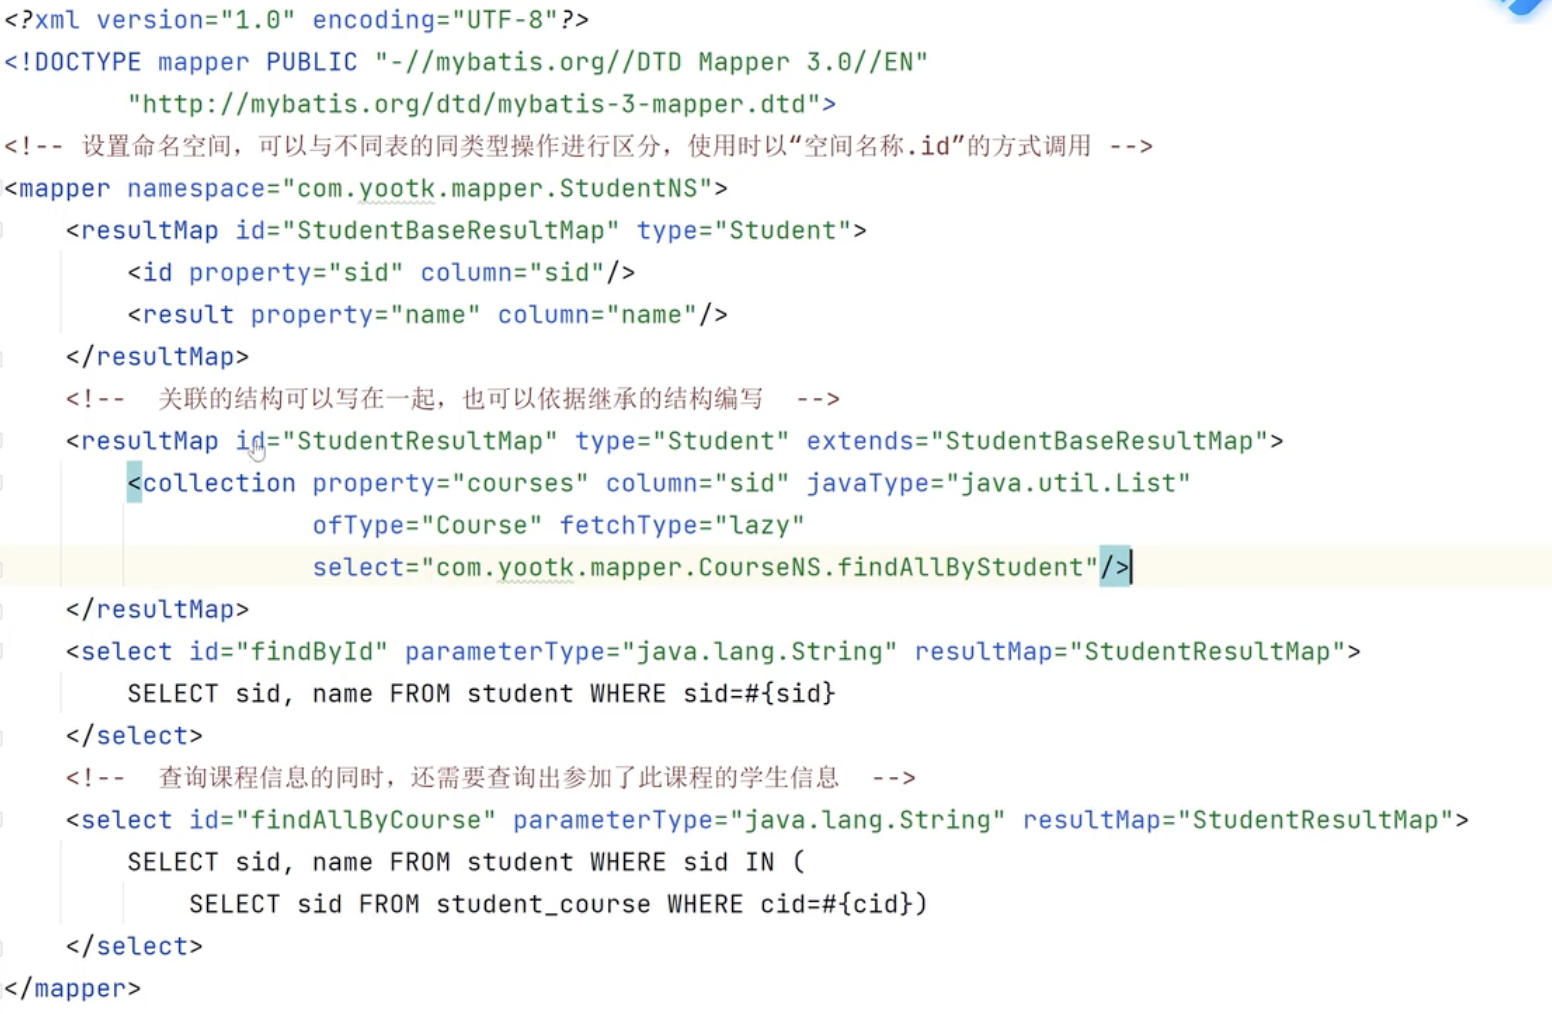 <?xml version="1.0" encoding="UTF-8"?>
<!DOCTYPE mapper PUBLIC "-//mybatis.org//DTD Mapper 3.0//EN"
        "http://mybatis.org/dtd/mybatis-3-mapper.dtd">
<!-- 设置命名空间，可以与不同表的同类型操作进行区分，使用时以“空间名称.id”的方式调用 -->
<mapper namespace="com.yootk.mapper.StudentNS">
    <resultMap id="StudentBaseResultMap" type="Student">
        <id property="sid" column="sid"/>
        <result property="name" column="name"/>
    </resultMap>
    <!--  关联的结构可以写在一起，也可以依据继承的结构编写  -->
    <resultMap id="StudentResultMap" type="Student" extends="StudentBaseResultMap">
        <collection property="courses" column="sid" javaType="java.util.List"
                    ofType="Course" fetchType="lazy"
                    select="com.yootk.mapper.CourseNS.findAllByStudent"/>
    </resultMap>
    <select id="findById" parameterType="java.lang.String" resultMap="StudentResultMap">
        SELECT sid, name FROM student WHERE sid=#{sid}
    </select>
    <!--  查询课程信息的同时，还需要查询出参加了此课程的学生信息  -->
    <select id="findAllByCourse" parameterType="java.lang.String" resultMap="StudentResultMap">
        SELECT sid, name FROM student WHERE sid IN (
            SELECT sid FROM student_course WHERE cid=#{cid})
    </select>
</mapper>